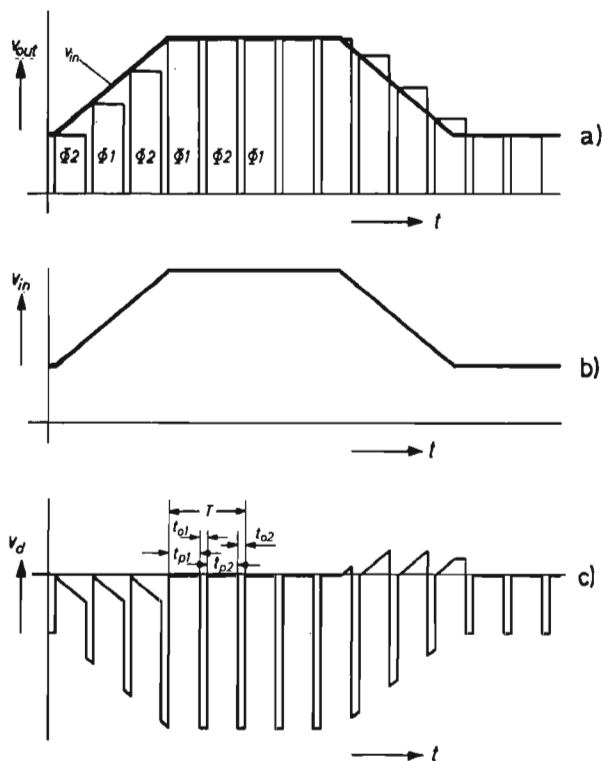 v_out
v_in
Φ2 Φ1 Φ2 Φ1 Φ2 Φ1
a)
t
v_in
b)
t
T
t_o1 t_o2
v_d
t_p1 t_p2
c)
t